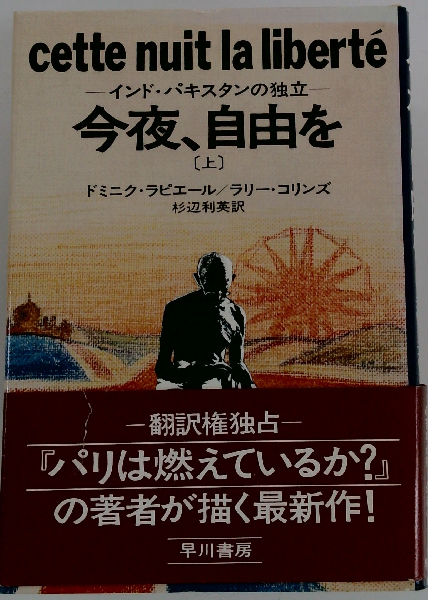 cette nuit la liberté
―インド・パキスタンの独立―
今夜、自由を
〔上〕
ドミニク・ラピエール/ラリー・コリンズ
杉辺利英訳
―翻訳権独占―
『パリは燃えているか?』
の著者が描く最新作!
早川書房